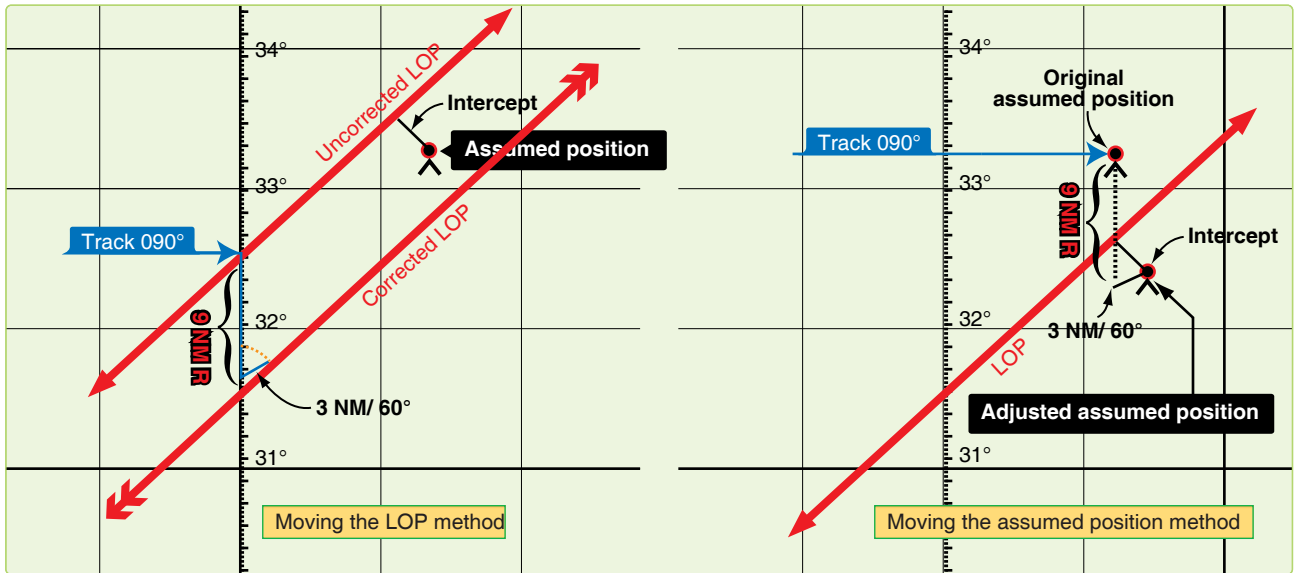 34°
Uncorrected LOP
Intercept
Assumed position
33°
Track 090°
Corrected LOP
9 NM R
32°
3 NM/ 60°
31°
Moving the LOP method
34°
Original
assumed position
Track 090°
33°
9 NM R
Intercept
32°
3 NM/ 60°
LOP
Adjusted assumed position
31°
Moving the assumed position method